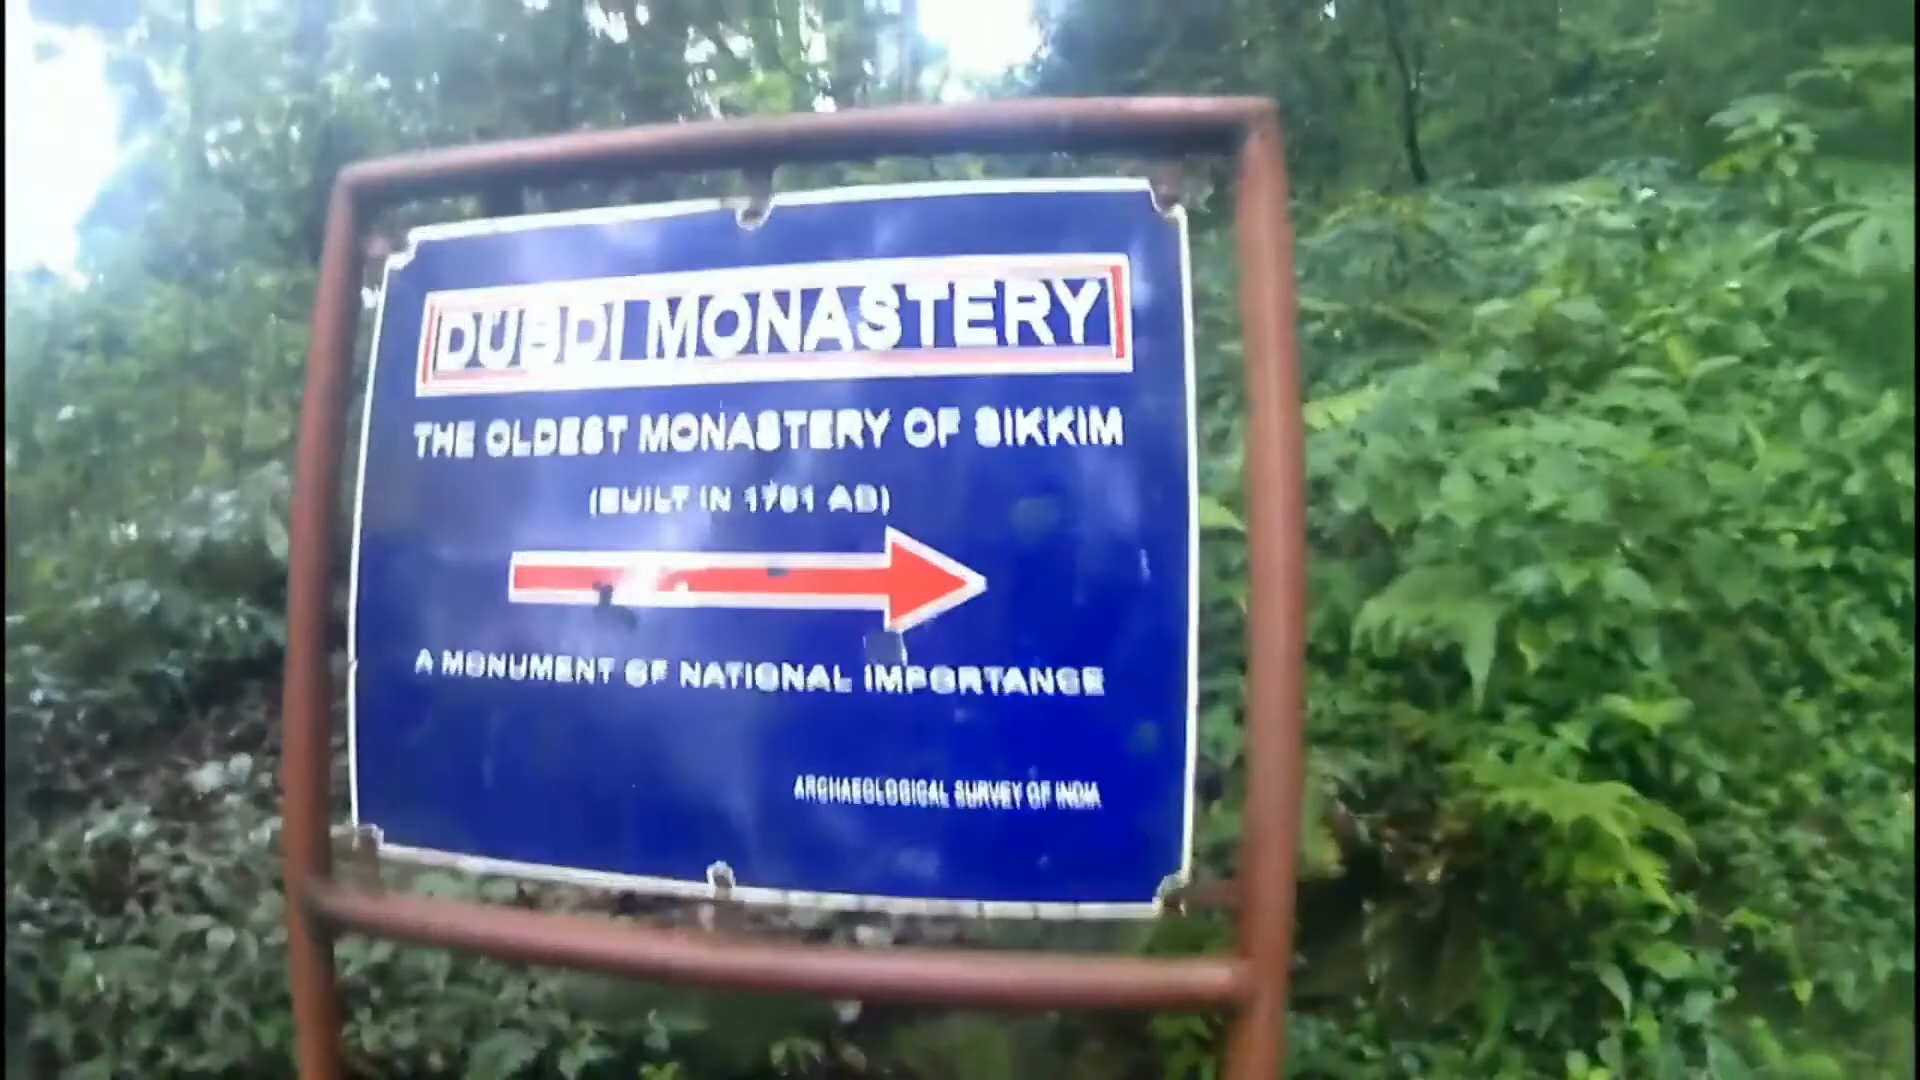 DUBDI MONASTERY
THE OLDEST MONASTERY OF SIKKIM
(BUILT IN 1701 AD)
A MONUMENT OF NATIONAL IMPORTANCE
ARCHAEOLOGICAL SURVEY OF INDIA